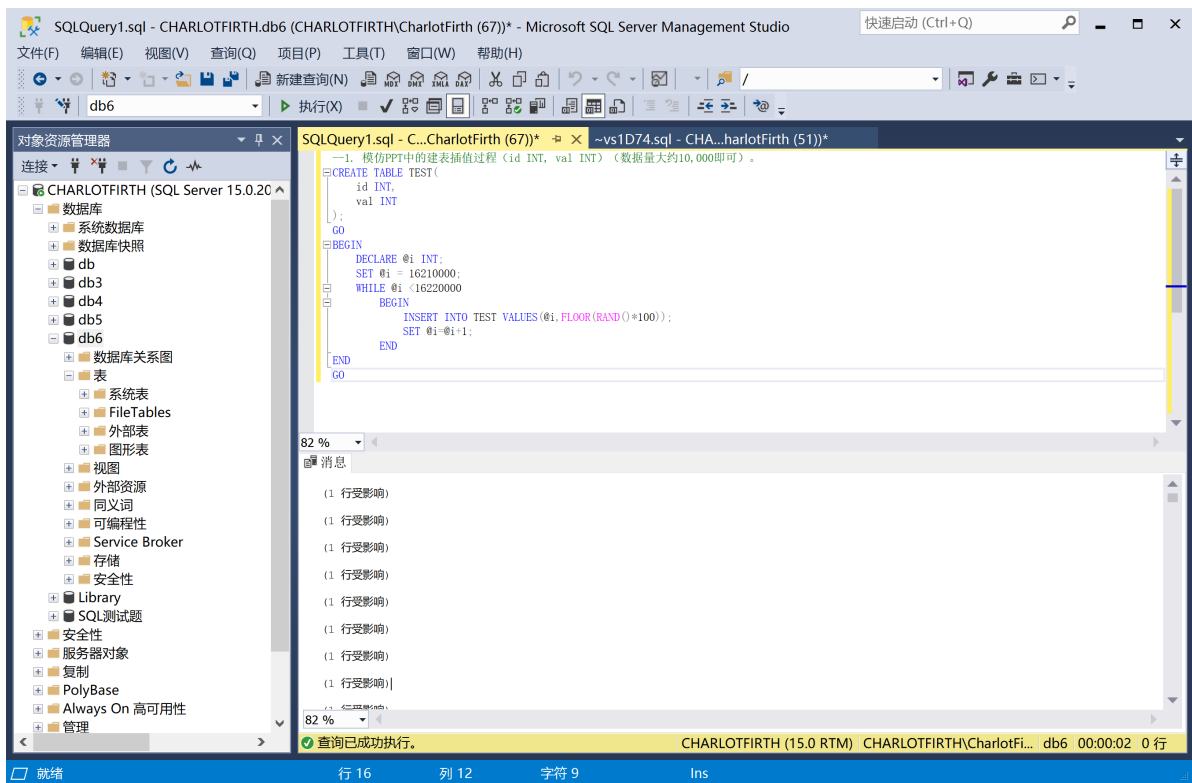 SQLQuery1.sql - CHARLOTFIRTH.db6 (CHARLOTFIRTH\CharlotFirth (67))* - Microsoft SQL Server Management Studio
快速启动 (Ctrl+Q)
文件(F) 编辑(E) 视图(V) 查询(Q) 项目(P) 工具(T) 窗口(W) 帮助(H)
新建查询(N) MDX DMX XMLA DAX /
db6 执行(X)
对象资源管理器
连接
CHARLOTFIRTH (SQL Server 15.0.20
数据库
系统数据库
数据库快照
db
db3
db4
db5
db6
数据库关系图
表
系统表
FileTables
外部表
图形表
视图
外部资源
同义词
可编程性
Service Broker
存储
安全性
Library
SQL测试题
安全性
服务器对象
复制
PolyBase
Always On 高可用性
管理
SQLQuery1.sql - C...CharlotFirth (67))* ~vs1D74.sql - CHA...harlotFirth (51))*
--1. 模仿PPT中的建表插值过程（id INT, val INT）（数据量大约10,000即可）。
CREATE TABLE TEST(
id INT,
val INT
);
GO
BEGIN
DECLARE @i INT;
SET @i = 16210000;
WHILE @i <16220000
BEGIN
INSERT INTO TEST VALUES(@i,FLOOR(RAND()*100));
SET @i=@i+1;
END
END
GO
82 %
消息
(1 行受影响)
(1 行受影响)
(1 行受影响)
(1 行受影响)
(1 行受影响)
(1 行受影响)
(1 行受影响)
(1 行受影响)
(1 行受影响)
82 %
查询已成功执行。 CHARLOTFIRTH (15.0 RTM) CHARLOTFIRTH\CharlotFi... db6 00:00:02 0 行
就绪 行 16 列 12 字符 9 Ins